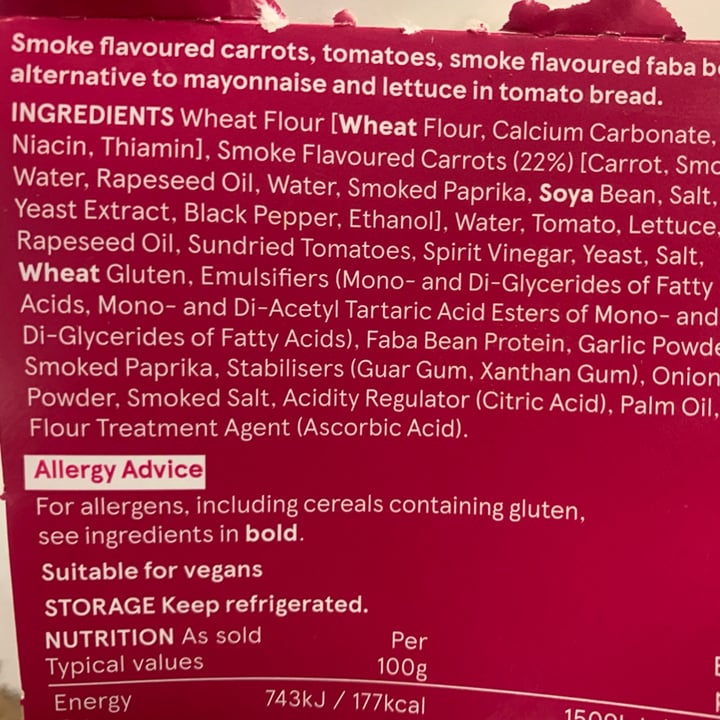 Smoke flavoured carrots, tomatoes, smoke flavoured faba
alternative to mayonnaise and lettuce in tomato bread.
INGREDIENTS Wheat Flour [Wheat Flour, Calcium Carbonate,
Niacin, Thiamin], Smoke Flavoured Carrots (22%) [Carrot,
Water, Rapeseed Oil, Water, Smoked Paprika, Soya Bean, Salt,
Yeast Extract, Black Pepper, Ethanol], Water, Tomato, Lettuce,
Rapeseed Oil, Sundried Tomatoes, Spirit Vinegar, Yeast, Salt,
Wheat Gluten, Emulsifiers (Mono- and Di-Glycerides of Fatty
Acids, Mono- and Di-Acetyl Tartaric Acid Esters of Mono- and
Di-Glycerides of Fatty Acids), Faba Bean Protein, Garlic
Smoked Paprika, Stabilisers (Guar Gum, Xanthan Gum), Onion
Powder, Smoked Salt, Acidity Regulator (Citric Acid), Palm Oil,
Flour Treatment Agent (Ascorbic Acid).
Allergy Advice
For allergens, including cereals containing gluten,
see ingredients in bold.
Suitable for vegans
STORAGE Keep refrigerated.
NUTRITION As sold Per
Typical values 100g
Energy 743kJ / 177kcal